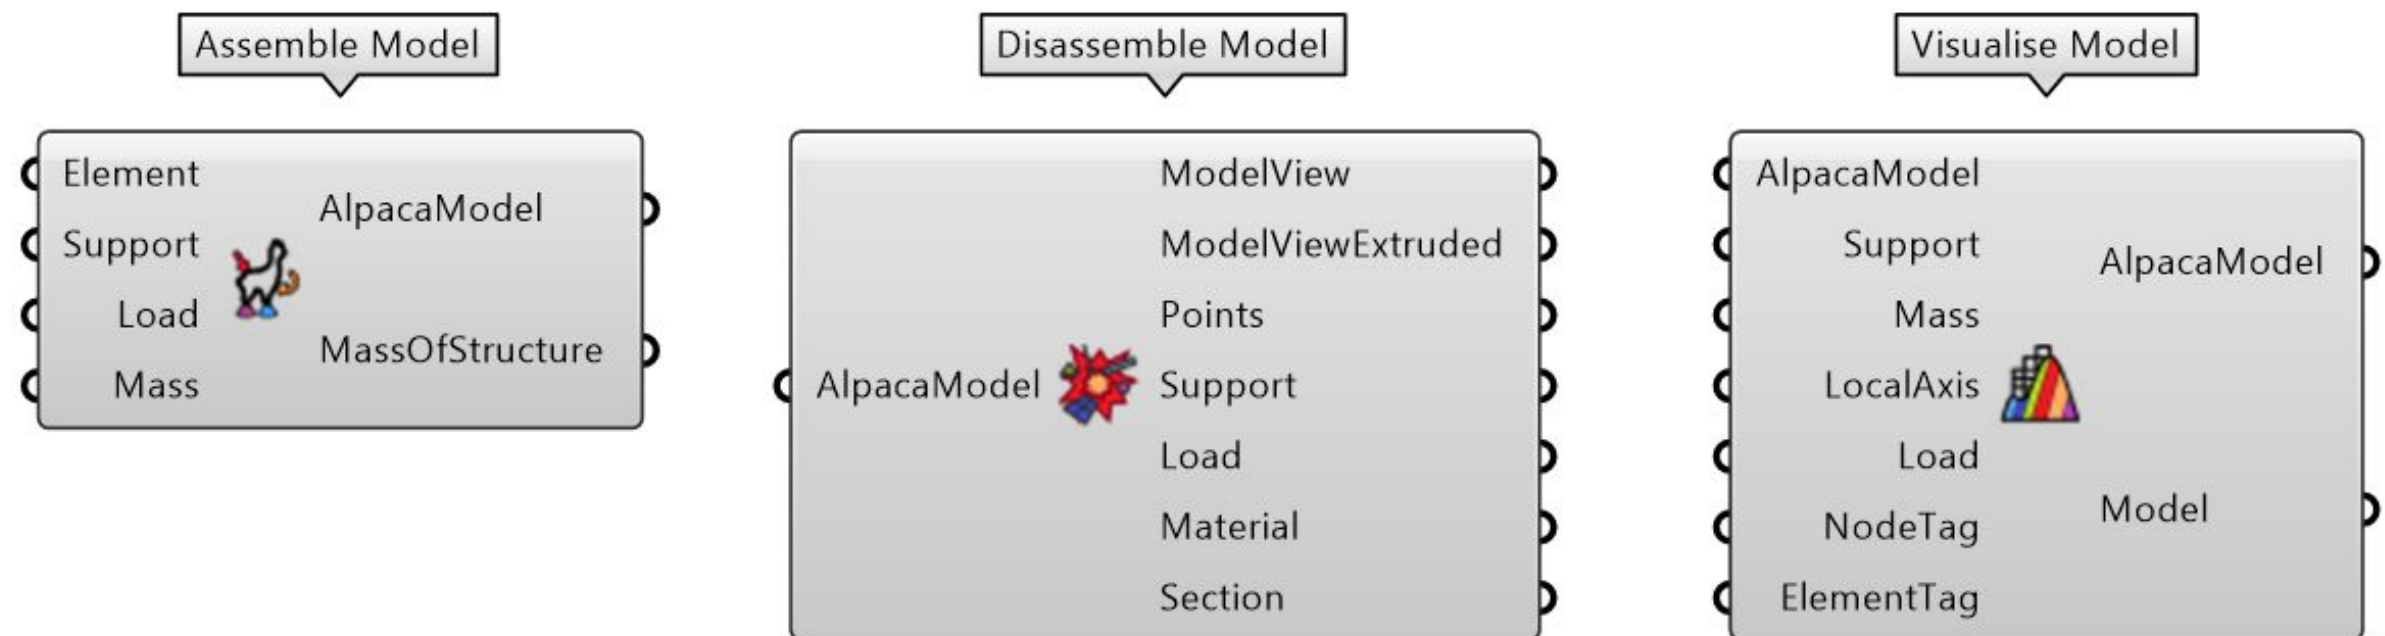 Assemble Model
Element
Support
Load
Mass
AlpacaModel
MassOfStructure
Disassemble Model
AlpacaModel
ModelView
ModelViewExtruded
Points
Support
Load
Material
Section
Visualise Model
AlpacaModel
Support
Mass
LocalAxis
Load
NodeTag
ElementTag
AlpacaModel
Model